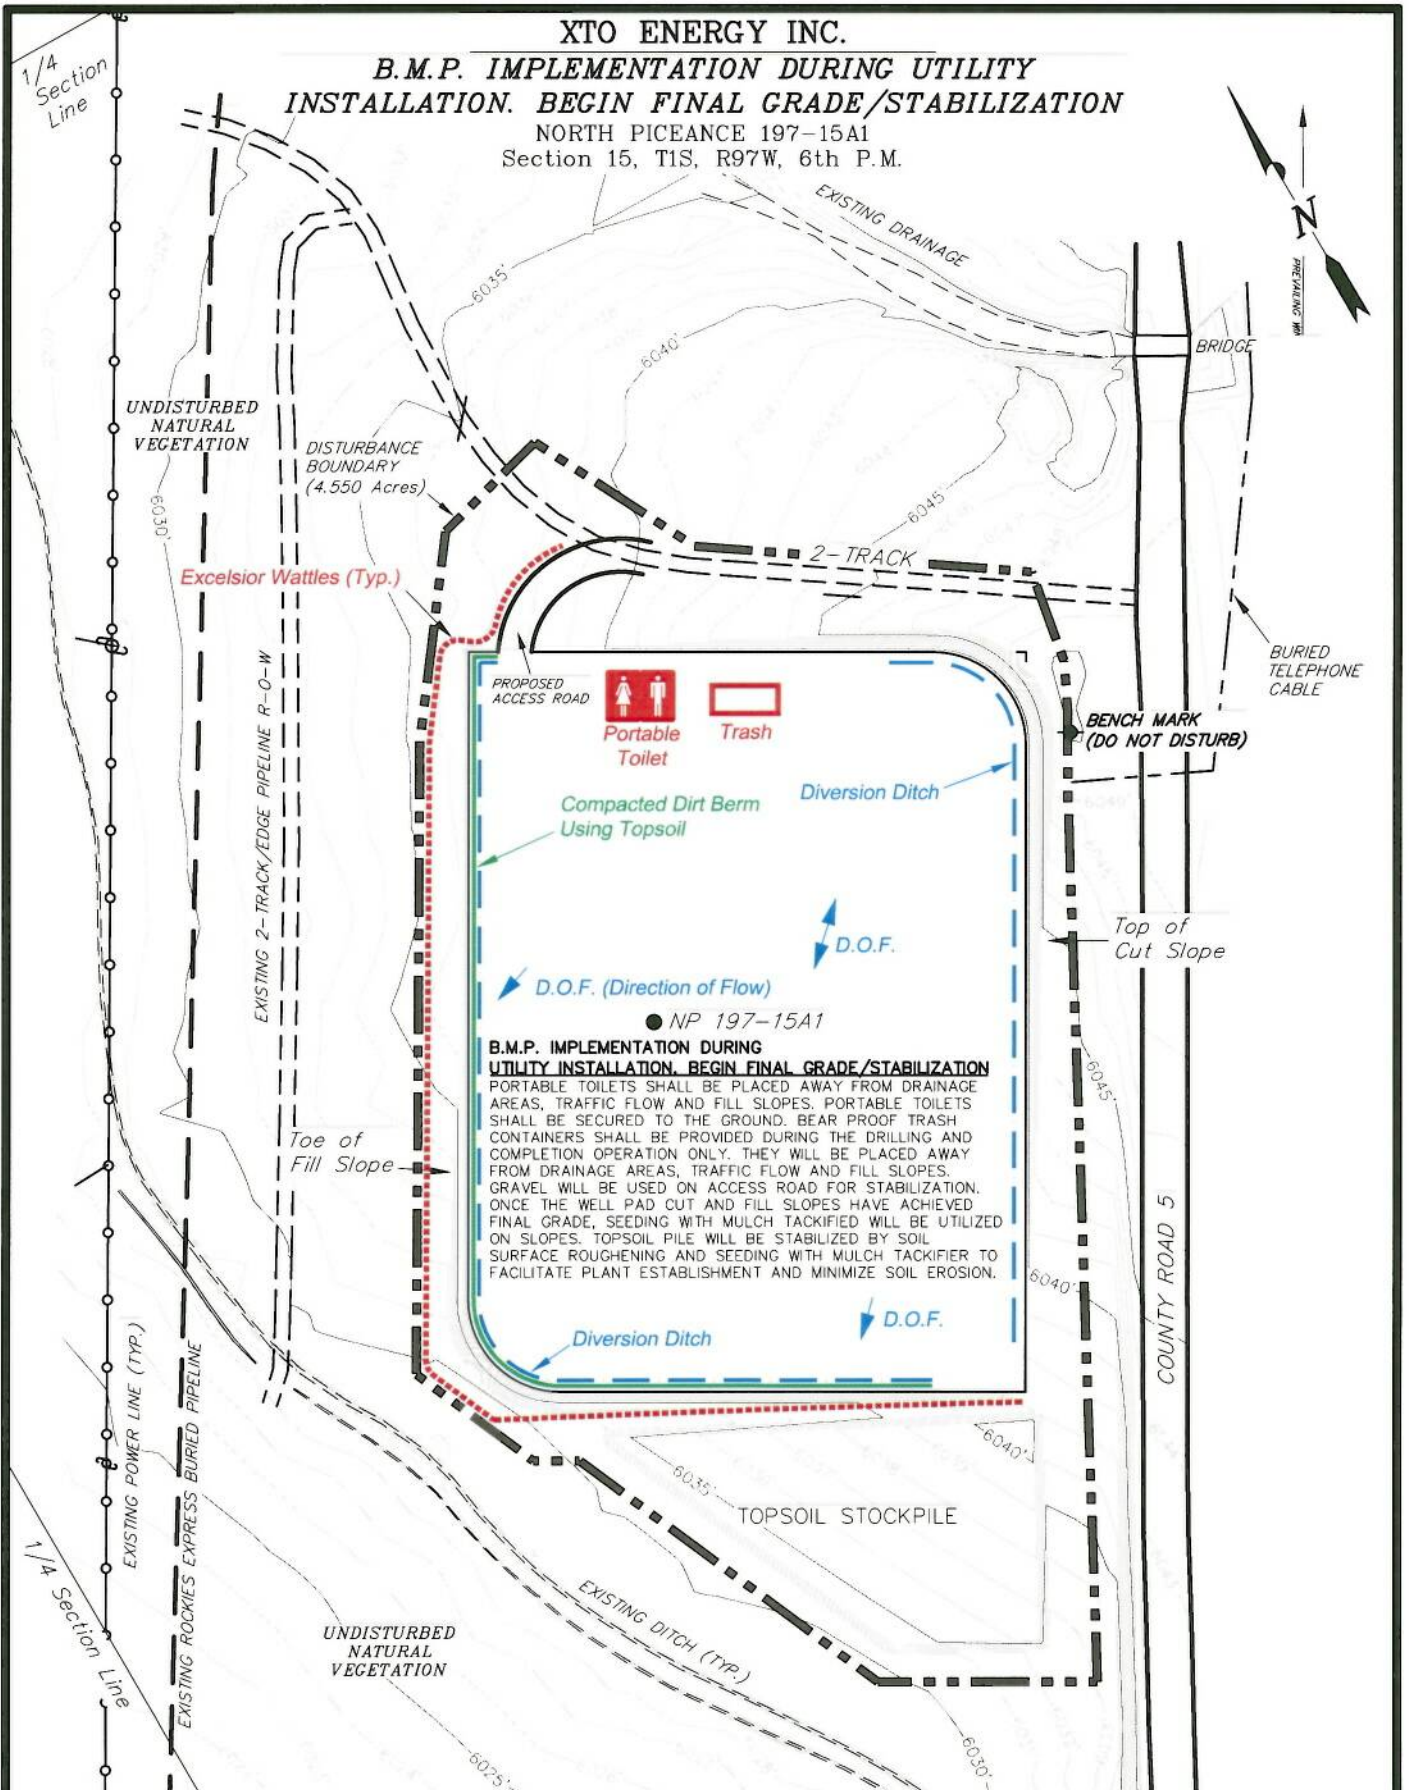 XTO ENERGY INC.
B.M.P. IMPLEMENTATION DURING UTILITY
INSTALLATION. BEGIN FINAL GRADE/STABILIZATION
NORTH PICEANCE 197-15A1
Section 15, T1S, R97W, 6th P.M.
1/4
Section
Line
N
PREVAILING
EXISTING DRAINAGE
6035'
6040'
BRIDGE
UNDISTURBED
NATURAL
VEGETATION
DISTURBANCE
BOUNDARY
(4.550 Acres)
6030'
6045'
2-TRACK
Excelsior Wattles (Typ.)
BURIED
TELEPHONE
CABLE
PROPOSED
ACCESS ROAD
Portable
Toilet
Trash
BENCH MARK
(DO NOT DISTURB)
EXISTING 2-TRACK/EDGE PIPELINE R-O-W
Compacted Dirt Berm
Using Topsoil
Diversion Ditch
6040'
Top of
Cut Slope
D.O.F.
D.O.F. (Direction of Flow)
NP 197-15A1
B.M.P. IMPLEMENTATION DURING
UTILITY INSTALLATION. BEGIN FINAL GRADE/STABILIZATION
PORTABLE TOILETS SHALL BE PLACED AWAY FROM DRAINAGE
AREAS, TRAFFIC FLOW AND FILL SLOPES. PORTABLE TOILETS
SHALL BE SECURED TO THE GROUND. BEAR PROOF TRASH
CONTAINERS SHALL BE PROVIDED DURING THE DRILLING AND
COMPLETION OPERATION ONLY. THEY WILL BE PLACED AWAY
FROM DRAINAGE AREAS, TRAFFIC FLOW AND FILL SLOPES.
GRAVEL WILL BE USED ON ACCESS ROAD FOR STABILIZATION.
ONCE THE WELL PAD CUT AND FILL SLOPES HAVE ACHIEVED
FINAL GRADE, SEEDING WITH MULCH TACKIFIED WILL BE UTILIZED
ON SLOPES. TOPSOIL PILE WILL BE STABILIZED BY SOIL
SURFACE ROUGHENING AND SEEDING WITH MULCH TACKIFIER TO
FACILITATE PLANT ESTABLISHMENT AND MINIMIZE SOIL EROSION.
6045'
Toe of
Fill Slope
COUNTY ROAD 5
6040'
D.O.F.
Diversion Ditch
EXISTING POWER LINE (TYP.)
EXISTING ROCKIES EXPRESS BURIED PIPELINE
6040'
6035'
TOPSOIL STOCKPILE
1/4 Section Line
EXISTING DITCH (TYP.)
UNDISTURBED
NATURAL
VEGETATION
6030'
6025'